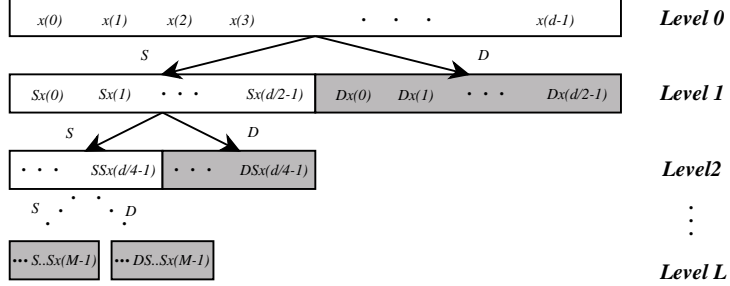 x(0) x(1) x(2) x(3) . . . x(d-1) Level 0
S D
Sx(0) Sx(1) . . . Sx(d/2-1) Dx(0) Dx(1) . . . Dx(d/2-1) Level 1
S D
. . . SSx(d/4-1) . . . DSx(d/4-1) Level2
S D
... S..Sx(M-1) ... DS..Sx(M-1) Level L